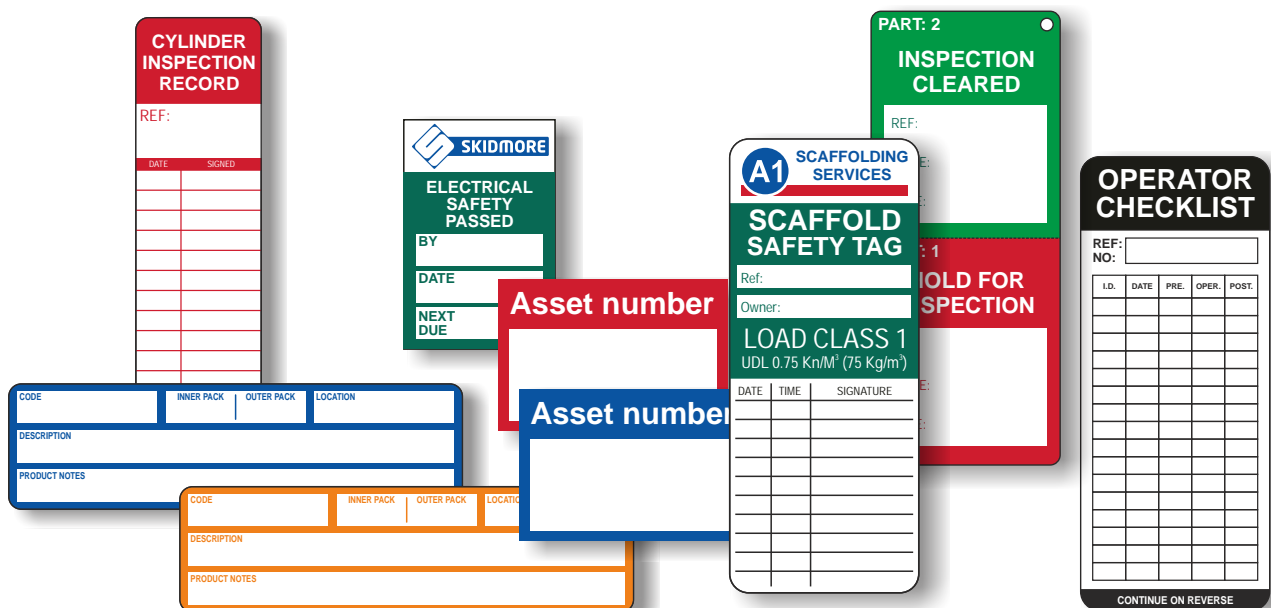 CYLINDER
INSPECTION
RECORD
REF:
DATE SIGNED
SKIDMORE
ELECTRICAL
SAFETY
PASSED
BY
DATE
NEXT
DUE
Asset number
Asset number
CODE INNER PACK OUTER PACK LOCATION
DESCRIPTION
PRODUCT NOTES
CODE INNER PACK OUTER PACK
DESCRIPTION
PRODUCT NOTES
A1 SCAFFOLDING
SERVICES
SCAFFOLD
SAFETY TAG
Ref:
Owner:
LOAD CLASS 1
UDL 0.75 Kn/M³ (75 Kg/m³)
DATE TIME SIGNATURE
PART: 2
INSPECTION
CLEARED
REF:
1
FOR
OPERATOR
CHECKLIST
REF:
NO:
I.D. DATE PRE. OPER. POST.
CONTINUE ON REVERSE